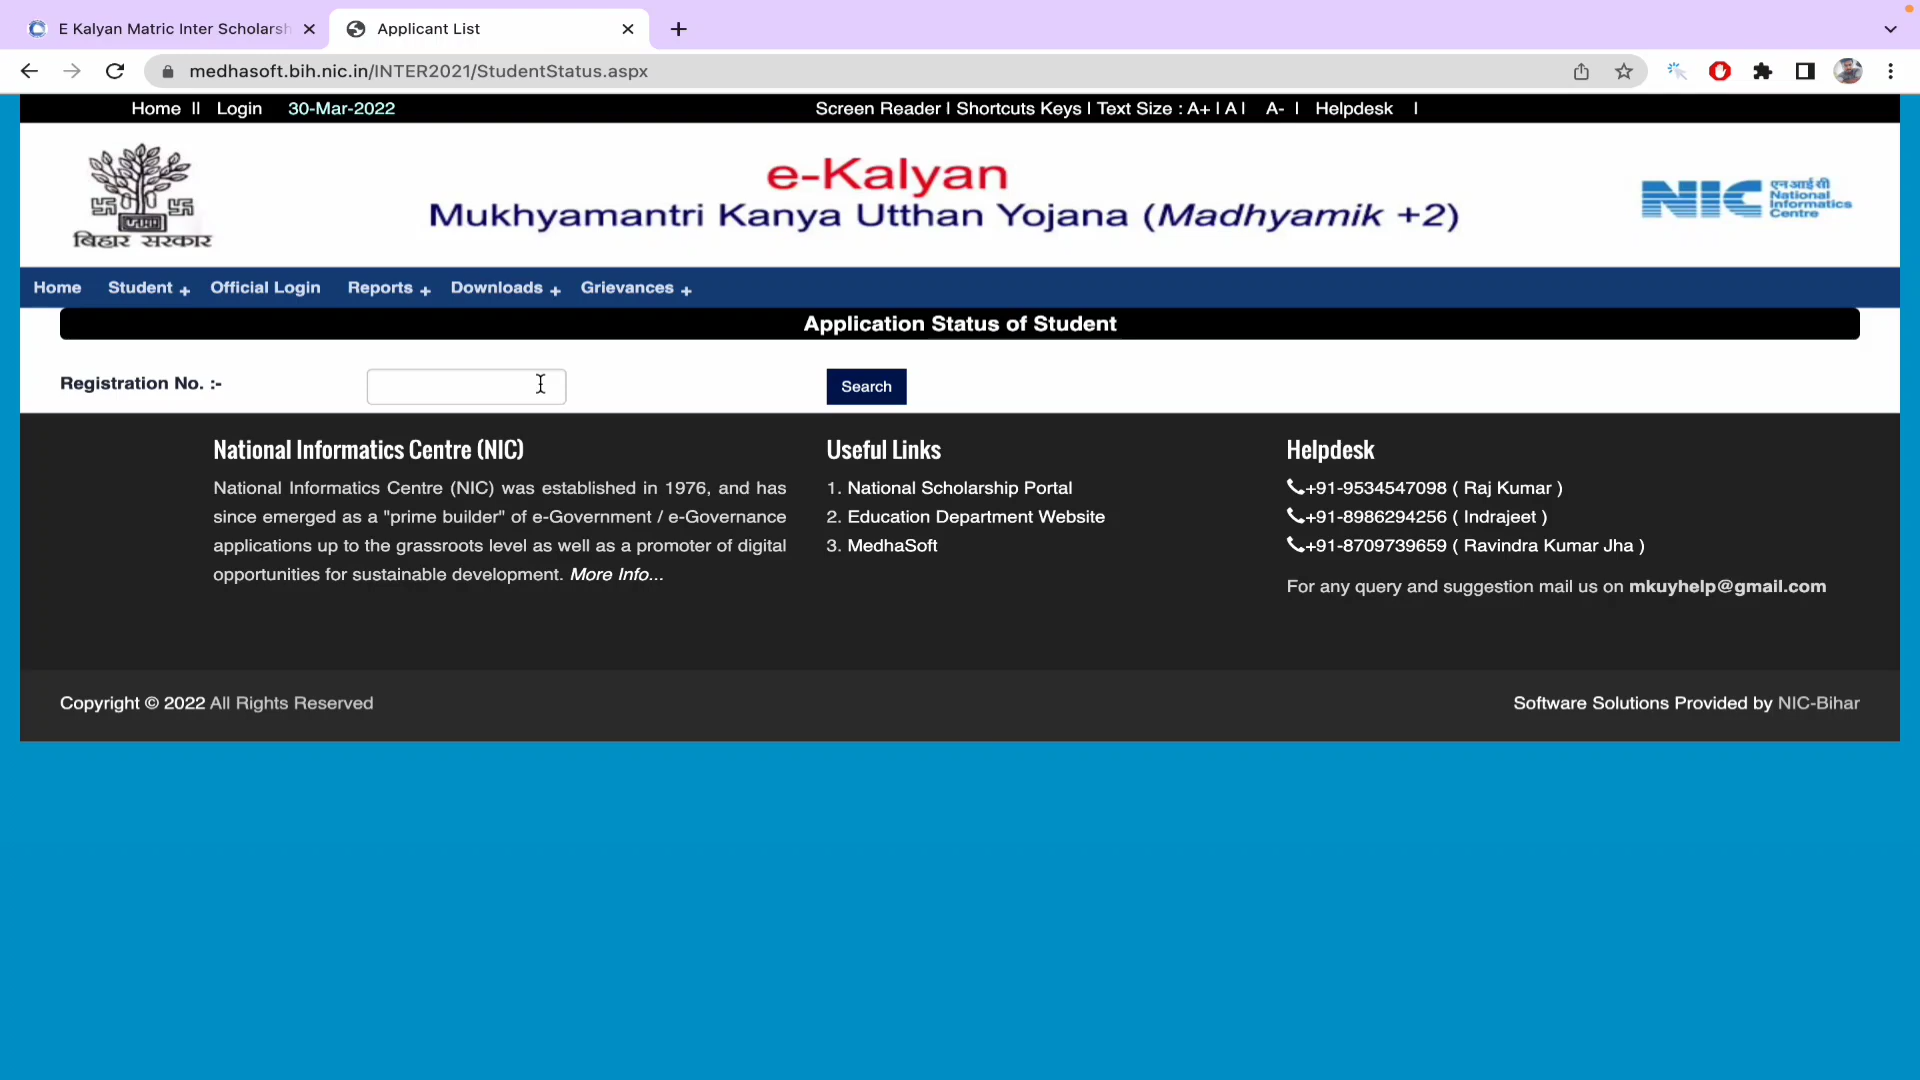 E Kalyan Matric Inter Scholarsh
Applicant List
medhasoft.bih.nic.in/INTER2021/StudentStatus.aspx
Home || Login 30-Mar-2022 Screen Reader | Shortcuts Keys | Text Size : A+ | A | A- | Helpdesk |
e-Kalyan
Mukhyamantri Kanya Utthan Yojana (Madhyamik +2)
बिहार सरकार
NIC एन आई सी
National
Informatics
Centre
Home Student + Official Login Reports + Downloads + Grievances +
Application Status of Student
Registration No. :- Search
National Informatics Centre (NIC)
National Informatics Centre (NIC) was established in 1976, and has
since emerged as a "prime builder" of e-Government / e-Governance
applications up to the grassroots level as well as a promoter of digital
opportunities for sustainable development. More Info...
Useful Links
1. National Scholarship Portal
2. Education Department Website
3. MedhaSoft
Helpdesk
+91-9534547098 ( Raj Kumar )
+91-8986294256 ( Indrajeet )
+91-8709739659 ( Ravindra Kumar Jha )
For any query and suggestion mail us on mkuyhelp@gmail.com
Copyright © 2022 All Rights Reserved
Software Solutions Provided by NIC-Bihar